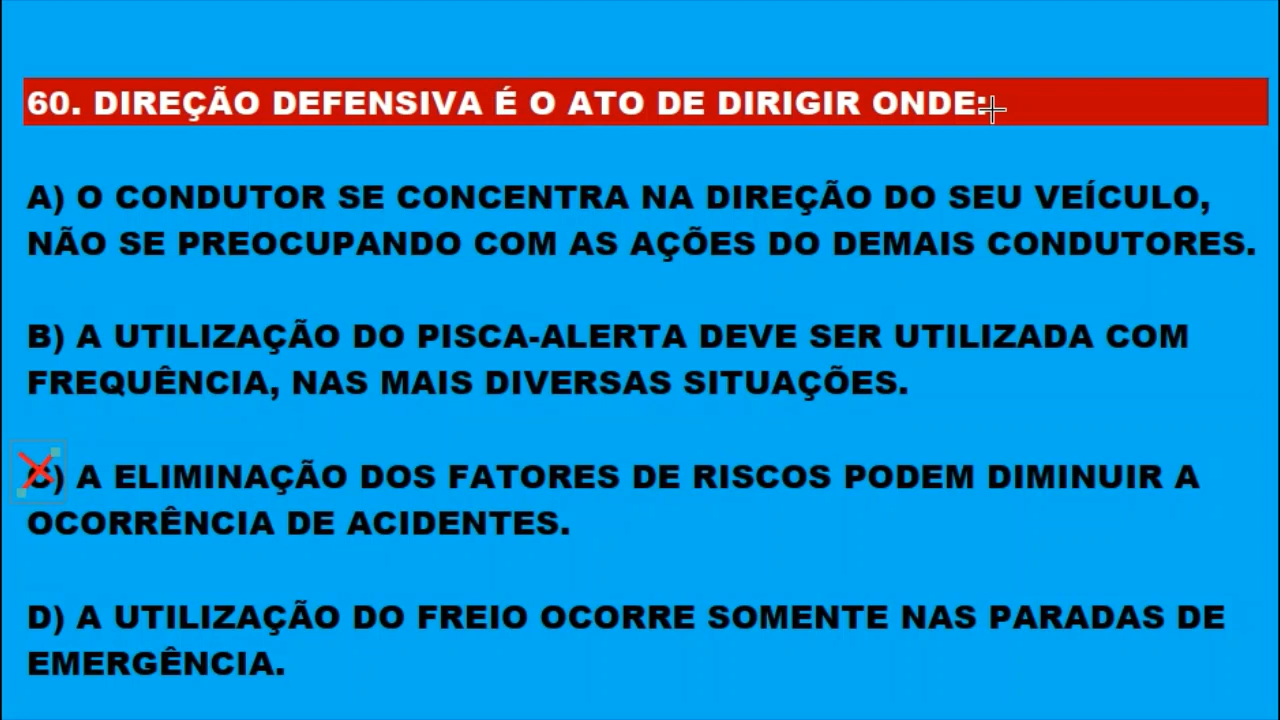 60. DIREÇÃO DEFENSIVA É O ATO DE DIRIGIR ONDE:
A) O CONDUTOR SE CONCENTRA NA DIREÇÃO DO SEU VEÍCULO,
NÃO SE PREOCUPANDO COM AS AÇÕES DO DEMAIS CONDUTORES.
B) A UTILIZAÇÃO DO PISCA-ALERTA DEVE SER UTILIZADA COM
FREQUÊNCIA, NAS MAIS DIVERSAS SITUAÇÕES.
C) A ELIMINAÇÃO DOS FATORES DE RISCOS PODEM DIMINUIR A
OCORRÊNCIA DE ACIDENTES.
D) A UTILIZAÇÃO DO FREIO OCORRE SOMENTE NAS PARADAS DE
EMERGÊNCIA.